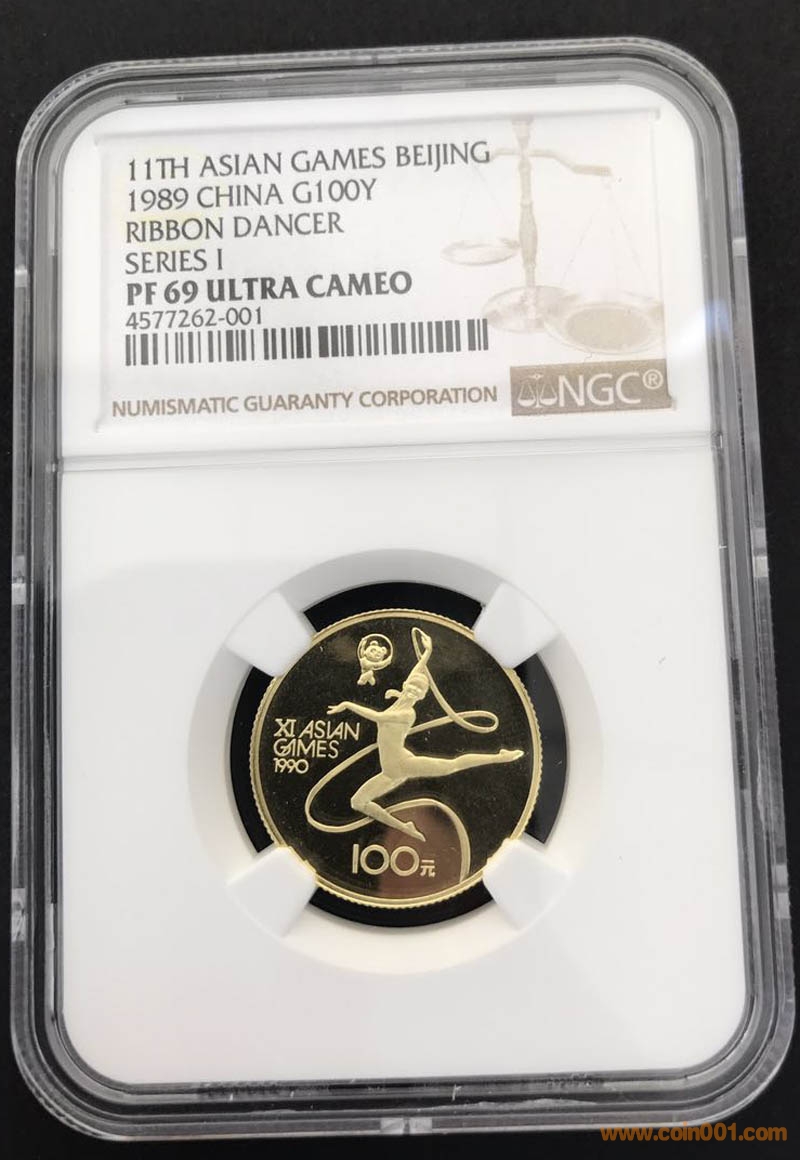 11TH ASIAN GAMES BEIJING
1989 CHINA G100Y
RIBBON DANCER
SERIES I
PF 69 ULTRA CAMEO
4577262-001
NUMISMATIC GUARANTY CORPORATION
NGC®
XI ASIAN
GAMES
1990
100元
www.coin001.com